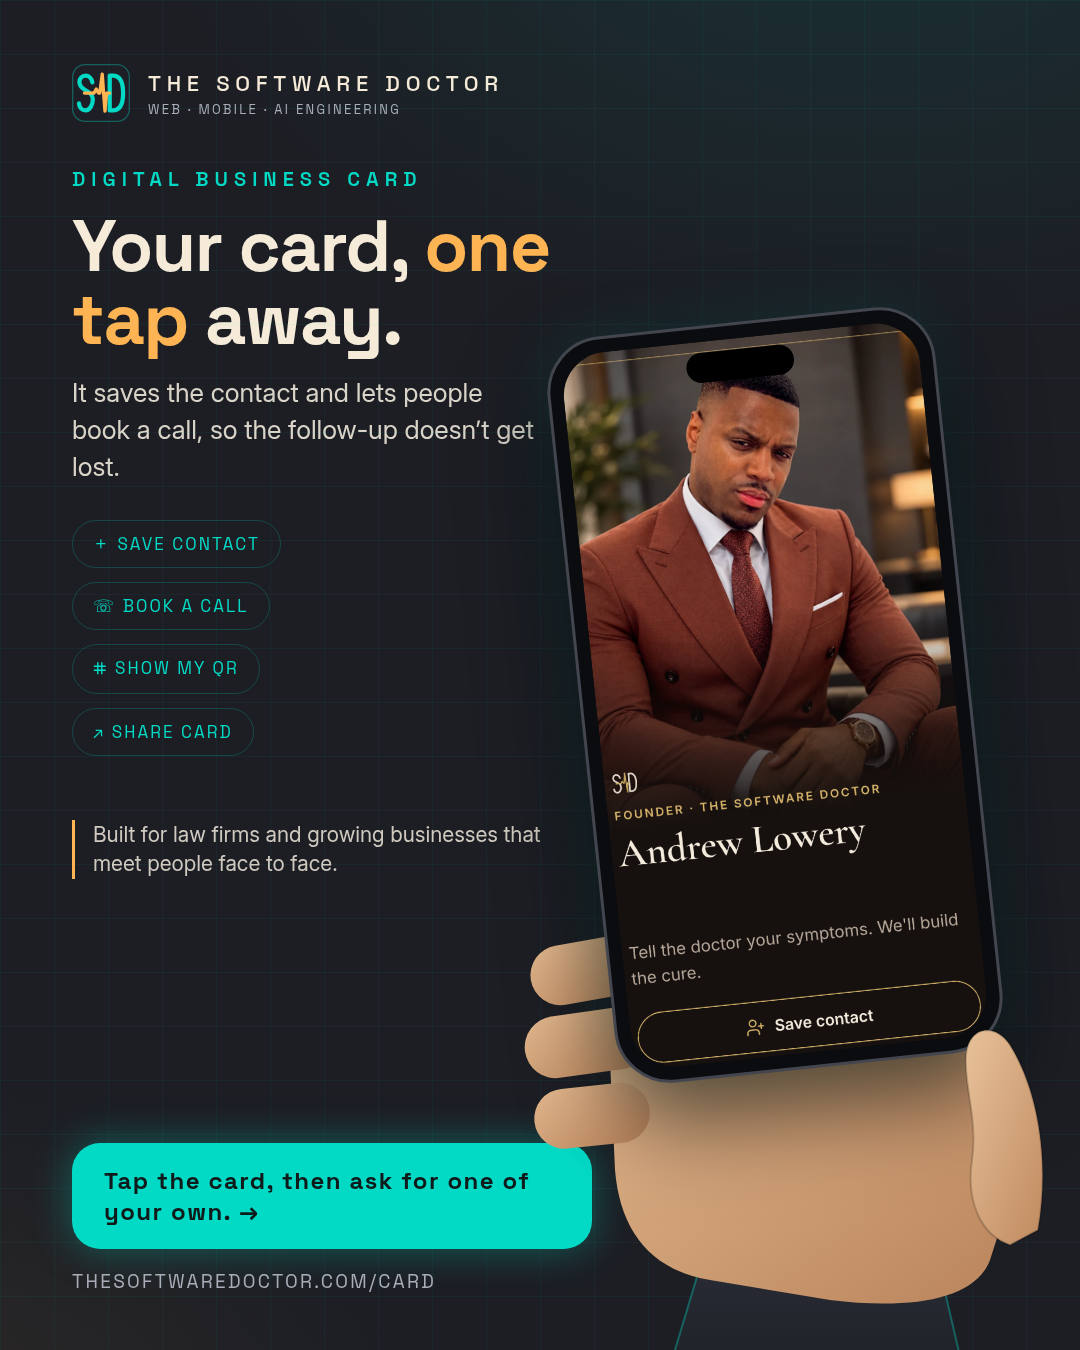 SD
THE SOFTWARE DOCTOR
WEB · MOBILE · AI ENGINEERING
DIGITAL BUSINESS CARD
Your card, one
tap away.
It saves the contact and lets people
book a call, so the follow-up doesn’t get
lost.
+ SAVE CONTACT
☏ BOOK A CALL
# SHOW MY QR
↗ SHARE CARD
Built for law firms and growing businesses that
meet people face to face.
SD
FOUNDER · THE SOFTWARE DOCTOR
Andrew Lowery
Tell the doctor your symptoms. We'll build
the cure.
Save contact
Tap the card, then ask for one of
your own. →
THESOFTWAREDOCTOR.COM/CARD